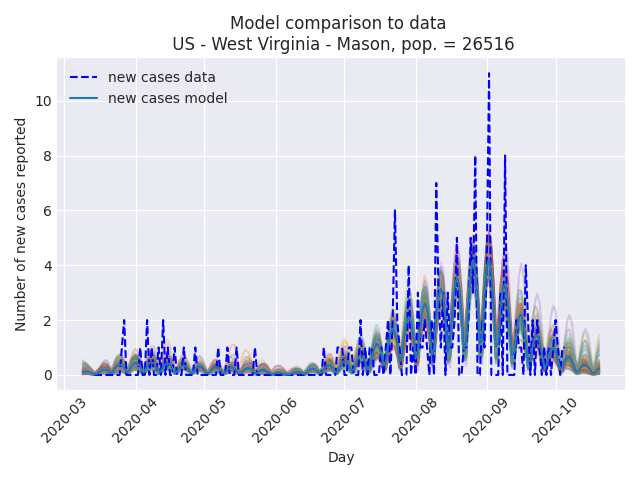 Model comparison to data
US - West Virginia - Mason, pop. = 26516
new cases data
new cases model
Number of new cases reported
10
8
6
4
2
0
2020-03
2020-04
2020-05
2020-06
2020-07
2020-08
2020-09
2020-10
Day